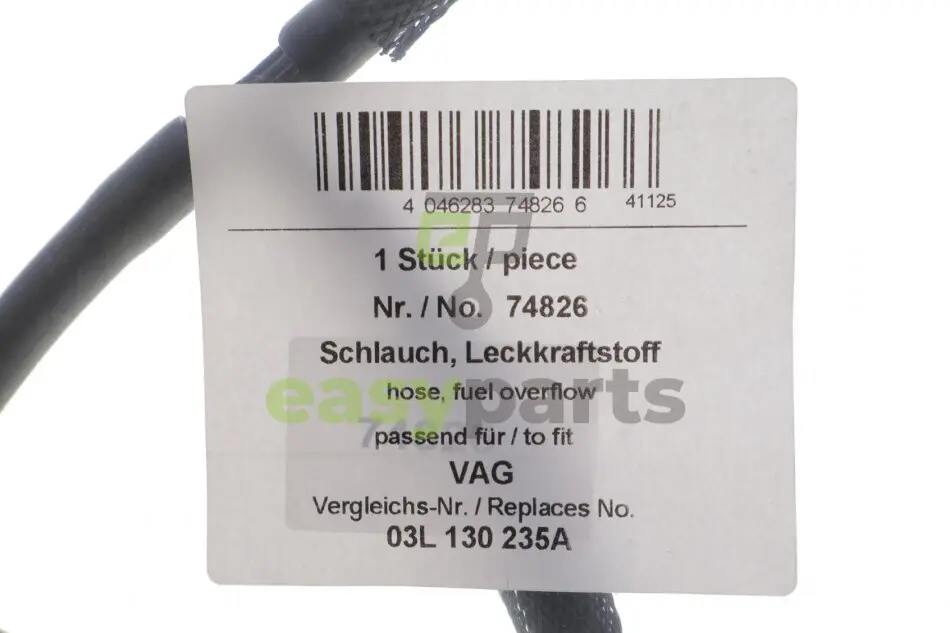 4 046283 74826 6 41125
1 Stück / piece
Nr. / No. 74826
Schlauch, Leckkraftstoff
hose, fuel overflow
easyparts
passend für / to fit
VAG
Vergleichs-Nr. / Replaces No.
03L 130 235A